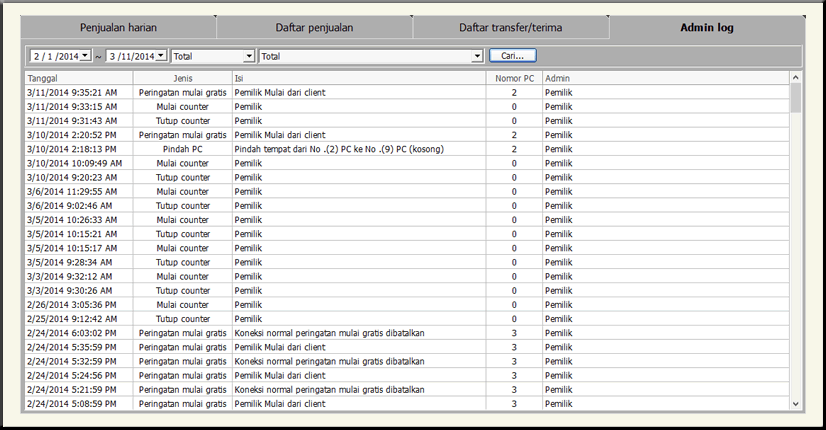 Penjualan harian Daftar penjualan Daftar transfer/terima Admin log
2 / 1 /2014 ~ 3 /11/2014 Total Total Cari...
Tanggal Jenis Isi Nomor PC Admin
3/11/2014 9:35:21 AM Peringatan mulai gratis Pemilik Mulai dari client 2 Pemilik
3/11/2014 9:33:15 AM Mulai counter Pemilik 0 Pemilik
3/11/2014 9:31:43 AM Tutup counter Pemilik 0 Pemilik
3/10/2014 2:20:52 PM Peringatan mulai gratis Pemilik Mulai dari client 2 Pemilik
3/10/2014 2:18:13 PM Pindah PC Pindah tempat dari No .(2) PC ke No .(9) PC (kosong) 2 Pemilik
3/10/2014 10:09:49 AM Mulai counter Pemilik 0 Pemilik
3/10/2014 9:20:23 AM Tutup counter Pemilik 0 Pemilik
3/6/2014 11:29:55 AM Mulai counter Pemilik 0 Pemilik
3/6/2014 9:02:46 AM Tutup counter Pemilik 0 Pemilik
3/5/2014 10:26:33 AM Mulai counter Pemilik 0 Pemilik
3/5/2014 10:15:21 AM Tutup counter Pemilik 0 Pemilik
3/5/2014 10:15:17 AM Mulai counter Pemilik 0 Pemilik
3/5/2014 9:28:34 AM Tutup counter Pemilik 0 Pemilik
3/3/2014 9:32:12 AM Mulai counter Pemilik 0 Pemilik
3/3/2014 9:30:26 AM Tutup counter Pemilik 0 Pemilik
2/26/2014 3:05:36 PM Mulai counter Pemilik 0 Pemilik
2/25/2014 9:12:42 AM Tutup counter Pemilik 0 Pemilik
2/24/2014 6:03:02 PM Peringatan mulai gratis Koneksi normal peringatan mulai gratis dibatalkan 3 Pemilik
2/24/2014 5:35:59 PM Peringatan mulai gratis Pemilik Mulai dari client 3 Pemilik
2/24/2014 5:32:59 PM Peringatan mulai gratis Koneksi normal peringatan mulai gratis dibatalkan 3 Pemilik
2/24/2014 5:24:56 PM Peringatan mulai gratis Pemilik Mulai dari client 3 Pemilik
2/24/2014 5:21:59 PM Peringatan mulai gratis Koneksi normal peringatan mulai gratis dibatalkan 3 Pemilik
2/24/2014 5:08:59 PM Peringatan mulai gratis Pemilik Mulai dari client 3 Pemilik